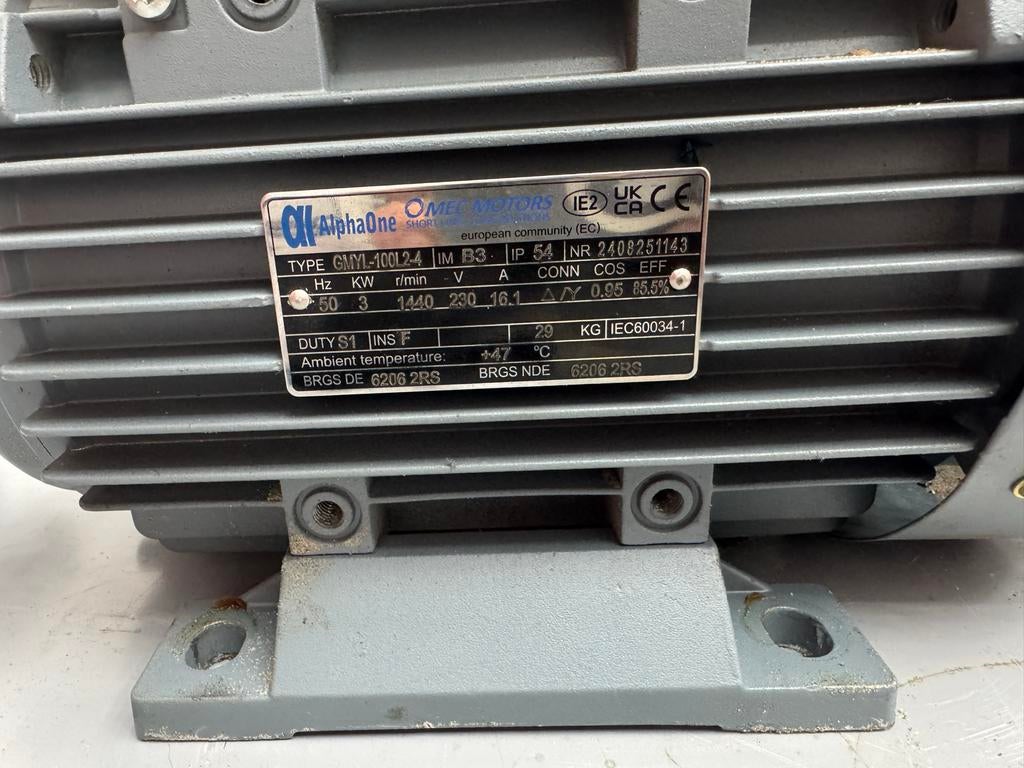 AlphaOne OMEC MOTORS IE2 UK CA CE
european community (EC)
TYPE GMYL-100L2-4 IM B3 IP 54 NR 2408251143
Hz KW r/min V A CONN COS EFF
50 3 1440 230 16.1 △/Y 0.95 85.5%
DUTY S1 INS F 29 KG IEC60034-1
Ambient temperature: +47 °C
BRGS DE 6206 2RS BRGS NDE 6206 2RS